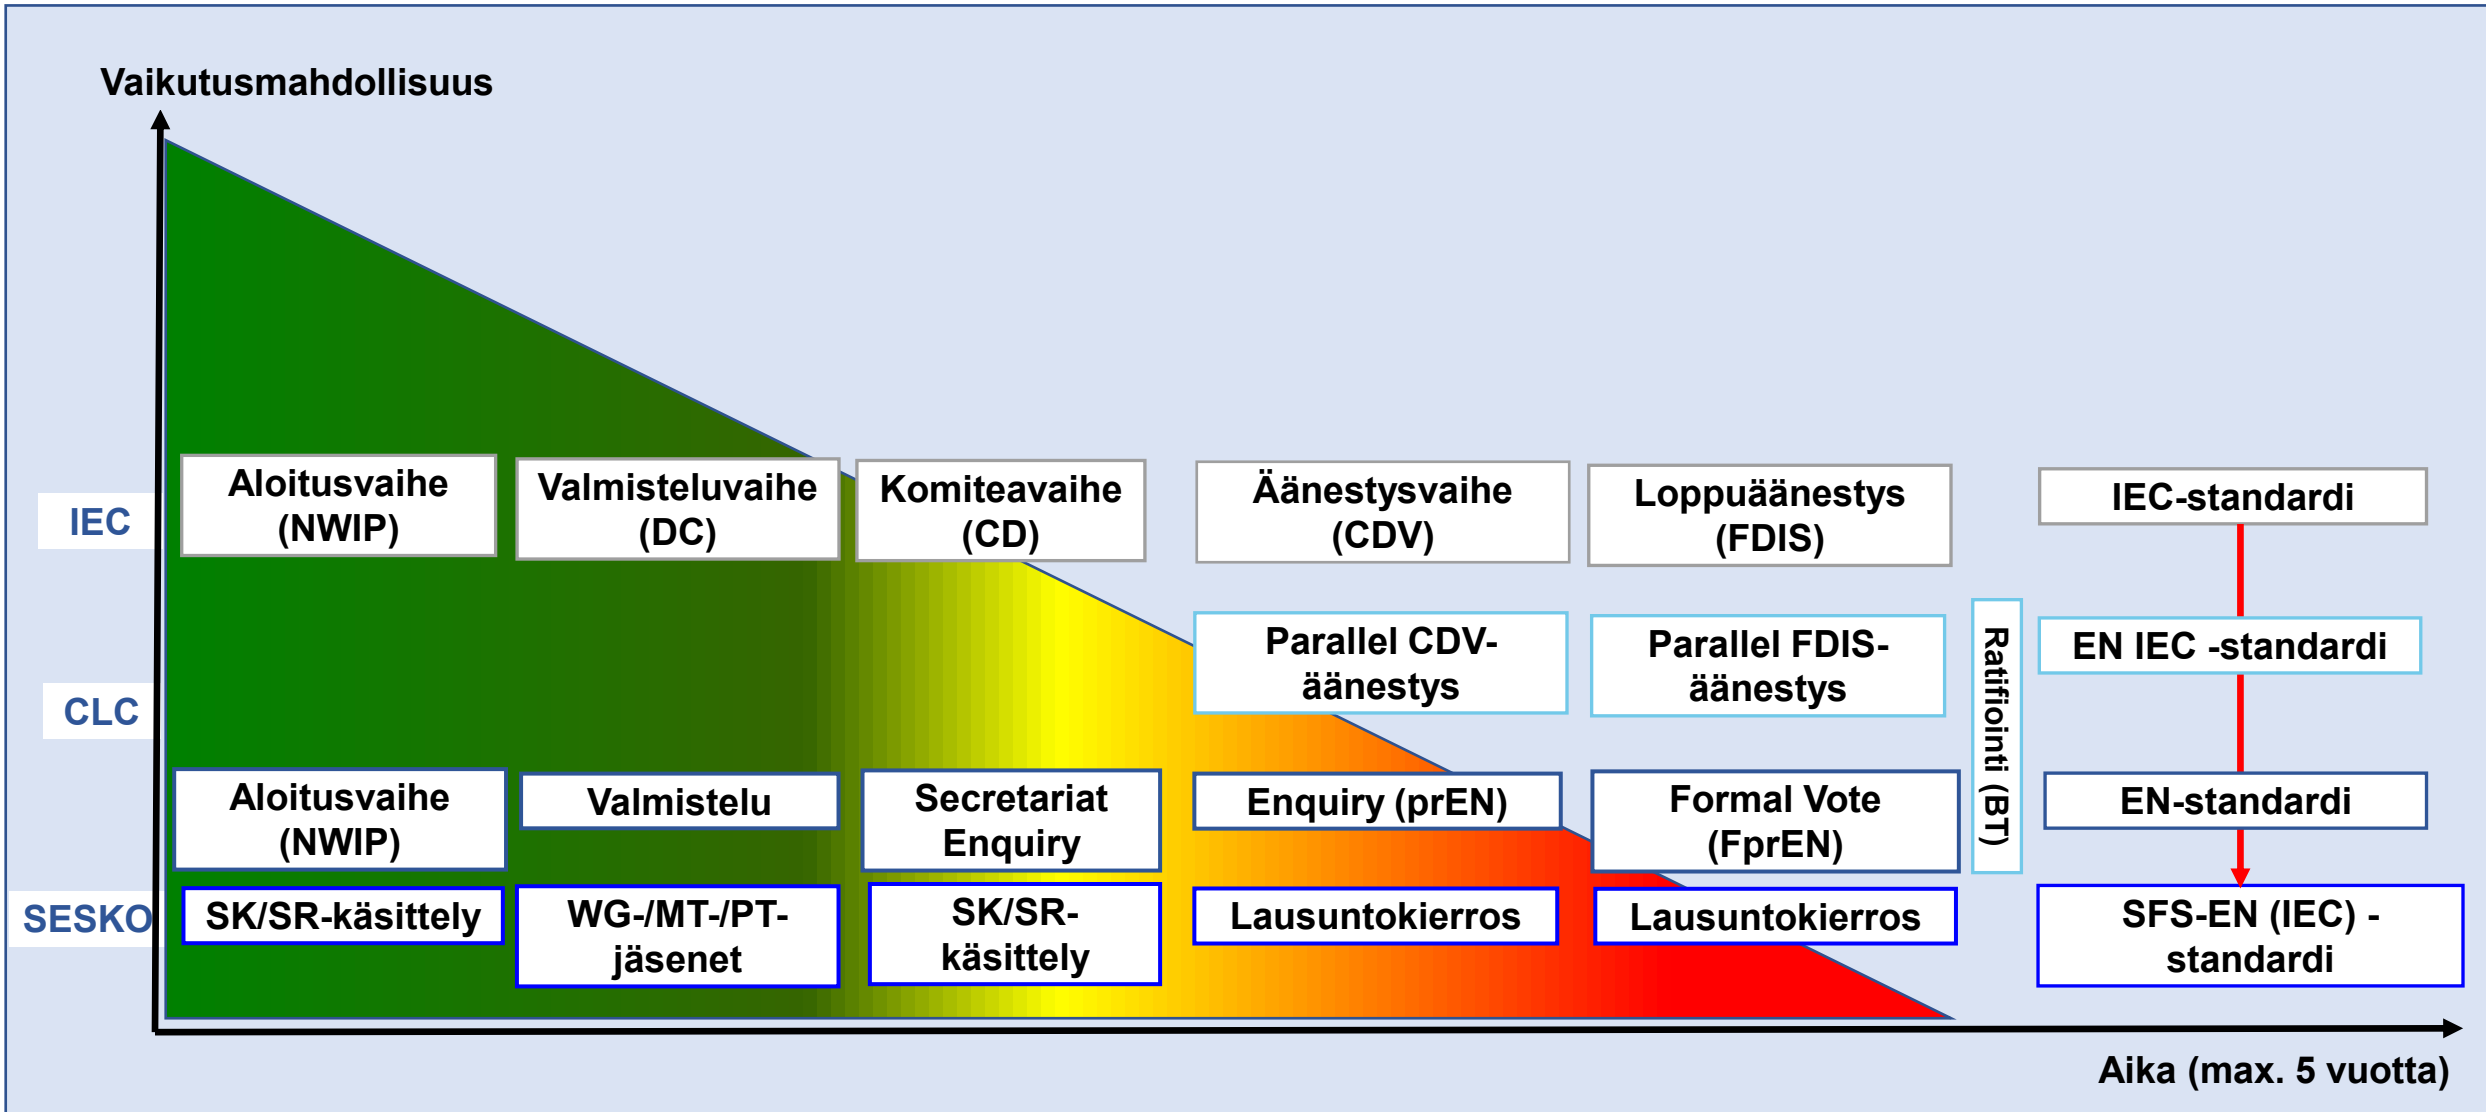 Vaikutusmahdollisuus
IEC
Aloitusvaihe
(NWIP)
Valmisteluvaihe
(DC)
Komiteavaihe
(CD)
Äänestysvaihe
(CDV)
Loppuäänestys
(FDIS)
IEC-standardi
CLC
Parallel CDV-
äänestys
Parallel FDIS-
äänestys
Ratifiointi (BT)
EN IEC -standardi
Aloitusvaihe
(NWIP)
Valmistelu
Secretariat
Enquiry
Enquiry (prEN)
Formal Vote
(FprEN)
EN-standardi
SESKO
SK/SR-käsittely
WG-/MT-/PT-
jäsenet
SK/SR-
käsittely
Lausuntokierros
Lausuntokierros
SFS-EN (IEC) -
standardi
Aika (max. 5 vuotta)